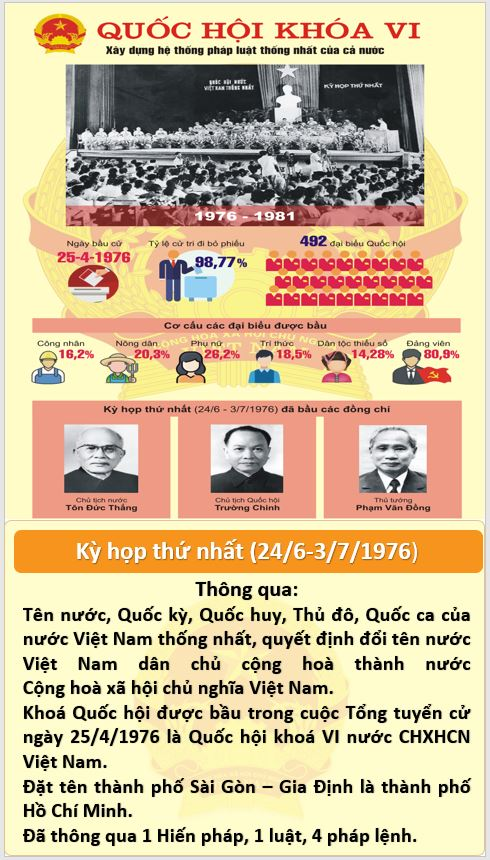 QUỐC HỘI KHÓA VI
Xây dựng hệ thống pháp luật thống nhất của cả nước
QUỐC HỘI NƯỚC
VIỆT NAM THỐNG NHẤT
KỲ HỌP THỨ NHẤT
1976 - 1981
Ngày bầu cử
25-4-1976
Tỷ lệ cử tri đi bỏ phiếu
98,77%
492 đại biểu Quốc hội
Cơ cấu các đại biểu được bầu
Công nhân
16,2%
Nông dân
20,3%
Phụ nữ
26,2%
Trí thức
18,5%
Dân tộc thiểu số
14,28%
Đảng viên
80,9%
Kỳ họp thứ nhất (24/6 - 3/7/1976) đã bầu các đồng chí
Chủ tịch nước
Tôn Đức Thắng
Chủ tịch Quốc hội
Trường Chinh
Thủ tướng
Phạm Văn Đồng
Kỳ họp thứ nhất (24/6-3/7/1976)
Thông qua:
Tên nước, Quốc kỳ, Quốc huy, Thủ đô, Quốc ca của
nước Việt Nam thống nhất, quyết định đổi tên nước
Việt Nam dân chủ cộng hoà thành nước
Cộng hoà xã hội chủ nghĩa Việt Nam.
Khoá Quốc hội được bầu trong cuộc Tổng tuyển cử
ngày 25/4/1976 là Quốc hội khoá VI nước CHXHCN
Việt Nam.
Đặt tên thành phố Sài Gòn – Gia Định là thành phố
Hồ Chí Minh.
Đã thông qua 1 Hiến pháp, 1 luật, 4 pháp lệnh.